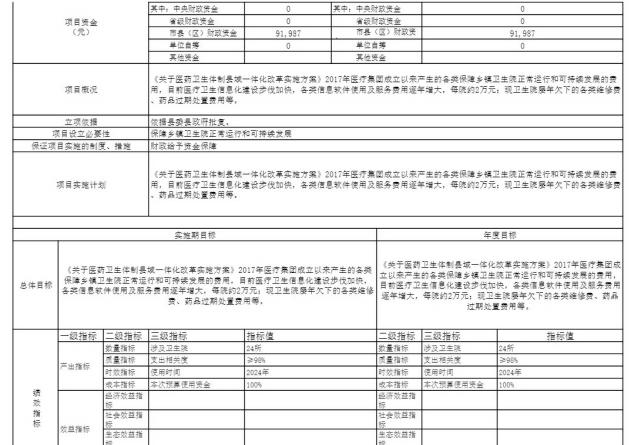 其中：中央财政资金 0 其中：中央财政资金 0
项目资金 省级财政资金 0 省级财政资金 0
（元） 市县（区）财政资金 91,987 市县（区）财政资 91,987
单位自筹 0 单位自筹 0
其他资金 其他资金
《关于医药卫生体制县域一体化改革实施方案》2017年医疗集团成立以来产生的各类保障乡镇卫生院正常运行和可持续发展的费
项目概况 用，目前医疗卫生信息化建设步伐加快，各类信息软件使用及服务费用逐年增大，每院约2万元；现卫生院屡年欠下的各类维修费
、药品过期处置费用等。
立项依据 依据县委县政府批复。
项目设立必要性 保障乡镇卫生院正常运行和可持续发展
保证项目实施的制度、措施 财政给予资金保障
《关于医药卫生体制县域一体化改革实施方案》2017年医疗集团成立以来产生的各类保障乡镇卫生院正常运行和可持续发展的费
项目实施计划 用，目前医疗卫生信息化建设步伐加快，各类信息软件使用及服务费用逐年增大，每院约2万元；现卫生院屡年欠下的各类维修费
、药品过期处置费用等。
实施期目标 年度目标
总体目标
《关于医药卫生体制县域一体化改革实施方案》2017年医疗集团成立以来产生的各类
保障乡镇卫生院正常运行和可持续发展的费用，目前医疗卫生信息化建设步伐加快，
各类信息软件使用及服务费用逐年增大，每院约2万元；现卫生院屡年欠下的各类维修
费、药品过期处置费用等。
《关于医药卫生体制县域一体化改革实施方案》2017年医疗集团成立
以来产生的各类保障乡镇卫生院正常运行和可持续发展的费用，目前
医疗卫生信息化建设步伐加快，各类信息软件使用及服务费用
逐年增大，每院约2万元；现卫生院屡年欠下的各类维修费、药品
过期处置费用等。
绩效指标
一级指标 二级指标 三级指标 指标值 二级指标 三级指标 指标值
产出指标
数量指标 涉及卫生院 24所 数量指标 涉及卫生院 24所
质量指标 支出相关度 ≥98% 质量指标 支出相关度 ≥98%
时效指标 使用时间 2024年 时效指标 使用时间 2024年
成本指标 本次预算使用资金 100% 成本指标 本次预算使用资金 100%
效益指标
经济效益指标 经济效益指标
社会效益指标 社会效益指标
生态效益指 生态效益指